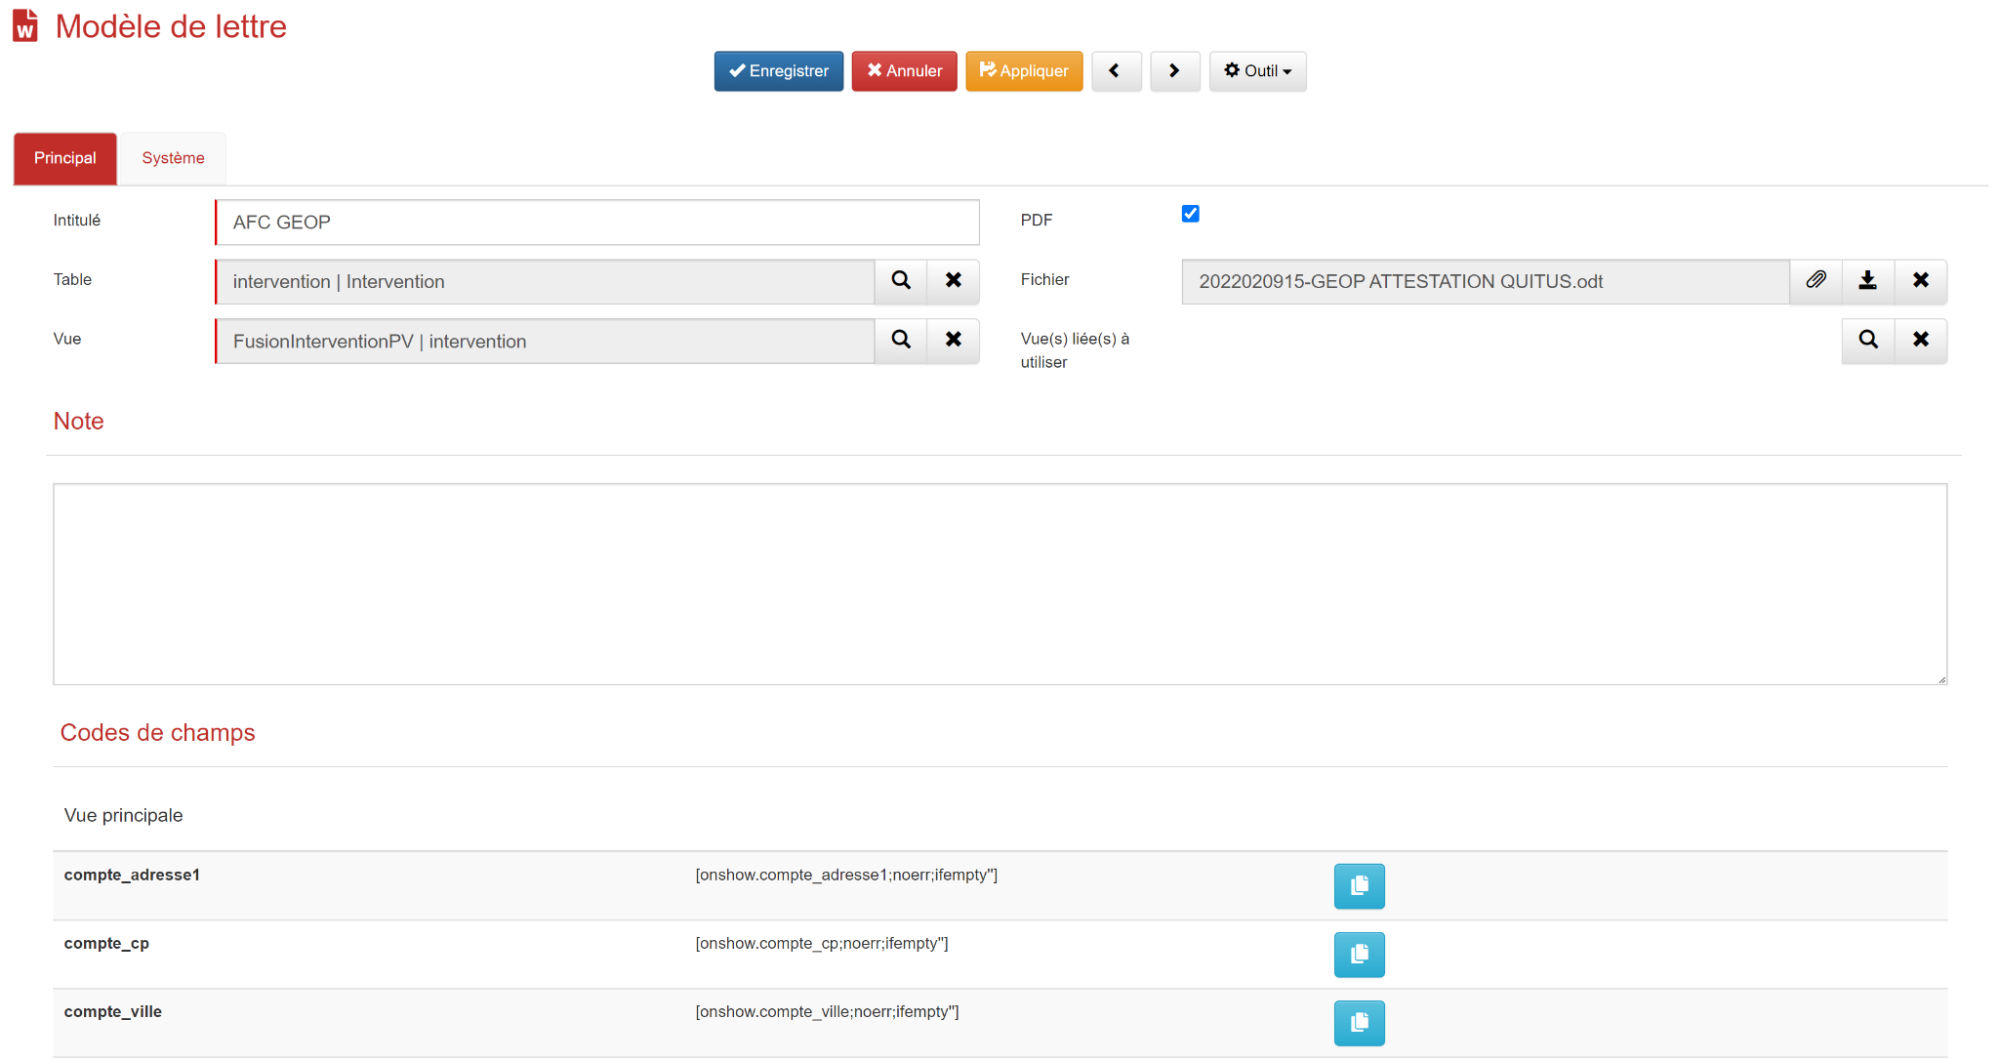 Modèle de lettre
Enregistrer Annuler Appliquer Outil
Principal Système
Intitulé AFC GEOP PDF
Table intervention | Intervention Fichier 2022020915-GEOP ATTESTATION QUITUS.odt
Vue FusionInterventionPV | intervention Vue(s) liée(s) à
utiliser
Note
Codes de champs
Vue principale
compte_adresse1 [onshow.compte_adresse1;noerr;ifempty'']
compte_cp [onshow.compte_cp;noerr;ifempty'']
compte_ville [onshow.compte_ville;noerr;ifempty'']